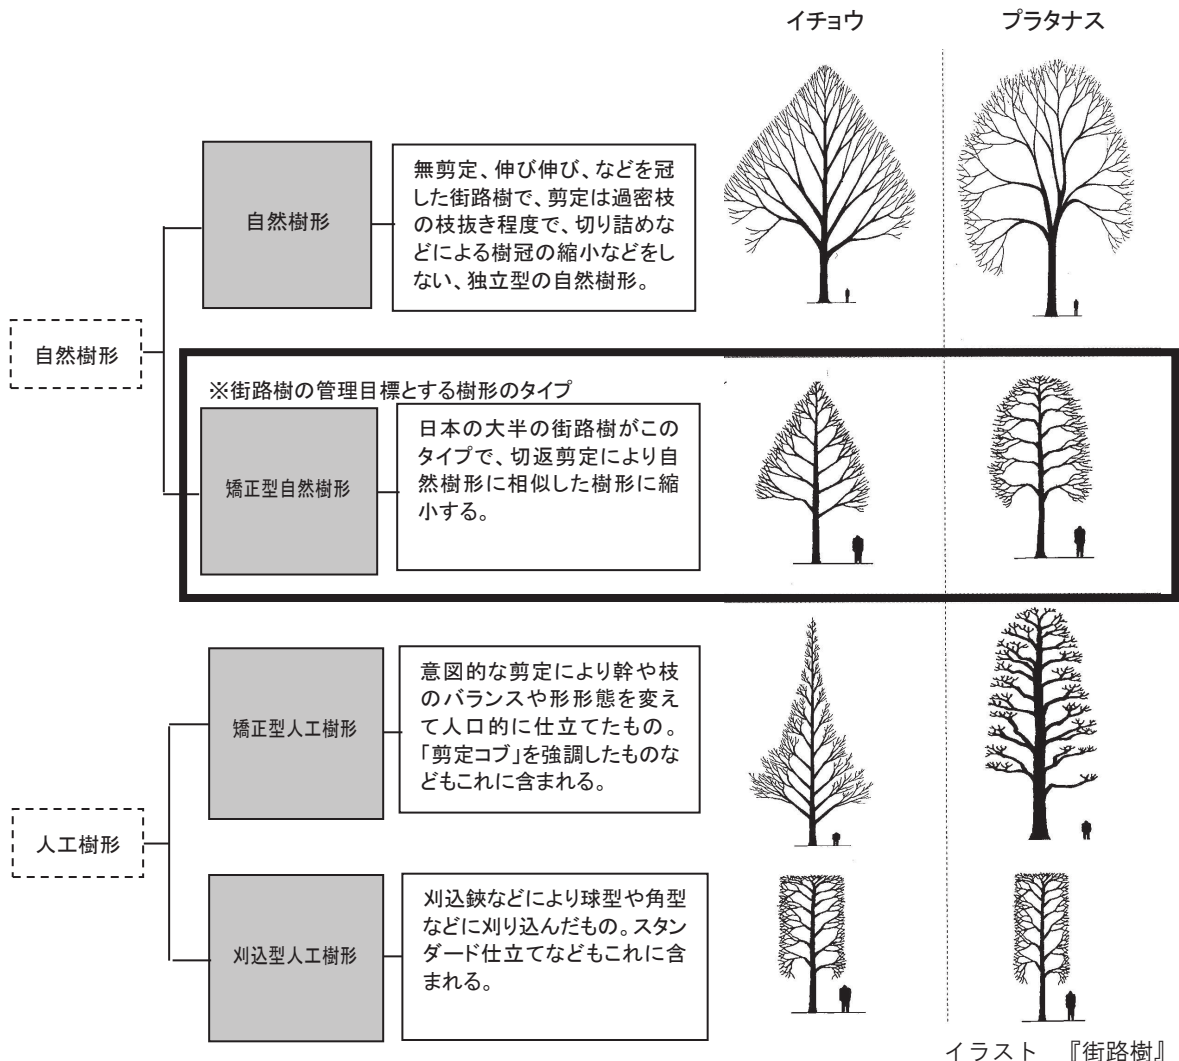 イチョウ
プラタナス
自然樹形
自然樹形
無剪定、伸び伸び、などを冠
した街路樹で、剪定は過密枝
の枝抜き程度で、切り詰めな
どによる樹冠の縮小などをし
ない、独立型の自然樹形。
※街路樹の管理目標とする樹形のタイプ
矯正型自然樹形
日本の大半の街路樹がこの
タイプで、切返剪定により自
然樹形に相似した樹形に縮
小する。
人工樹形
矯正型人工樹形
意図的な剪定により幹や枝
のバランスや形形態を変え
て人口的に仕立てたもの。
「剪定コブ」を強調したものな
どもこれに含まれる。
刈込型人工樹形
刈込鋏などにより球型や角型
などに刈り込んだもの。スタン
ダード仕立てなどもこれに含
まれる。
イラスト　『街路樹』